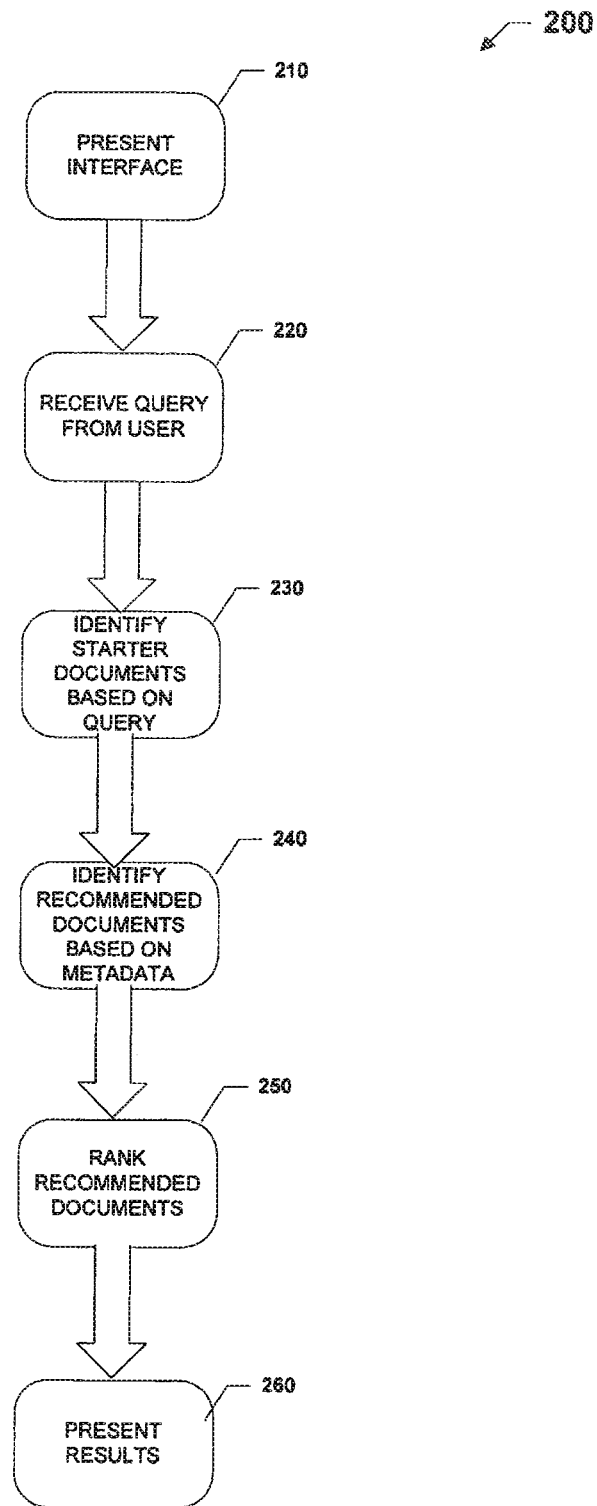 200
210
PRESENT
INTERFACE
220
RECEIVE QUERY
FROM USER
230
IDENTIFY
STARTER
DOCUMENTS
BASED ON
QUERY
240
IDENTIFY
RECOMMENDED
DOCUMENTS
BASED ON
METADATA
250
RANK
RECOMMENDED
DOCUMENTS
260
PRESENT
RESULTS